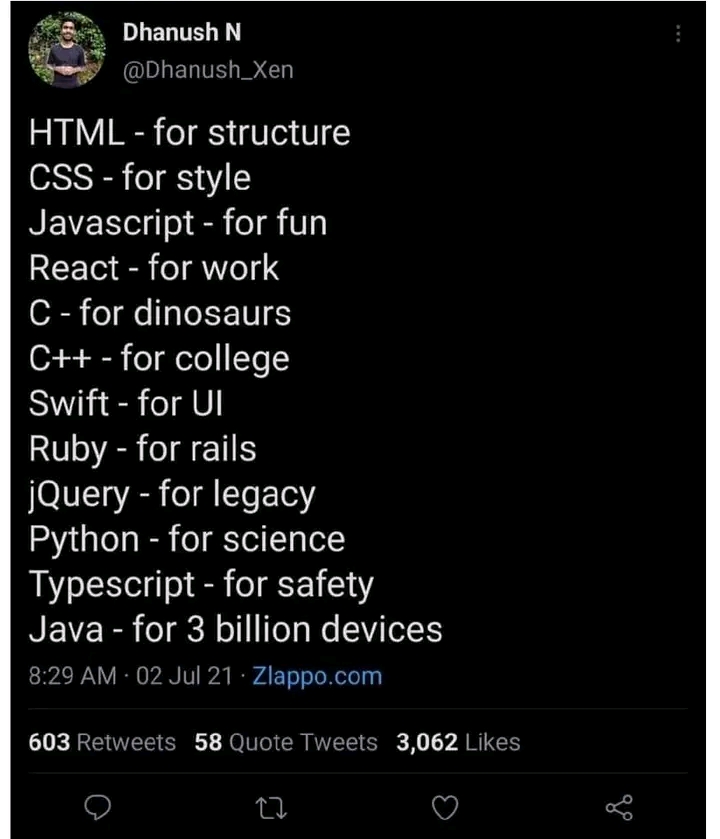 Dhanush N
@Dhanush_Xen
HTML - for structure
CSS - for style
Javascript - for fun
React - for work
C - for dinosaurs
C++ - for college
Swift - for UI
Ruby - for rails
jQuery - for legacy
Python - for science
Typescript - for safety
Java - for 3 billion devices
8:29 AM · 02 Jul 21 · Zlappo.com
603 Retweets 58 Quote Tweets 3,062 Likes